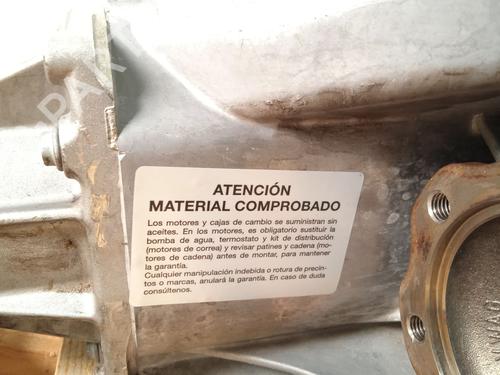 ATENCIÓN
MATERIAL COMPROBADO
Los motores y cajas de cambio se suministran sin
aceites. En los motores, es obligatorio sustituir la
bomba de agua, termostato y kit de distribución
(motores de correa) y revisar patines y cadena (mo-
tores de cadena) antes de montar, para mantener
la garantía.
Cualquier manipulación indebida o rotura de precin-
tos o marcas, anulará la garantía. En caso de duda
consúltenos.